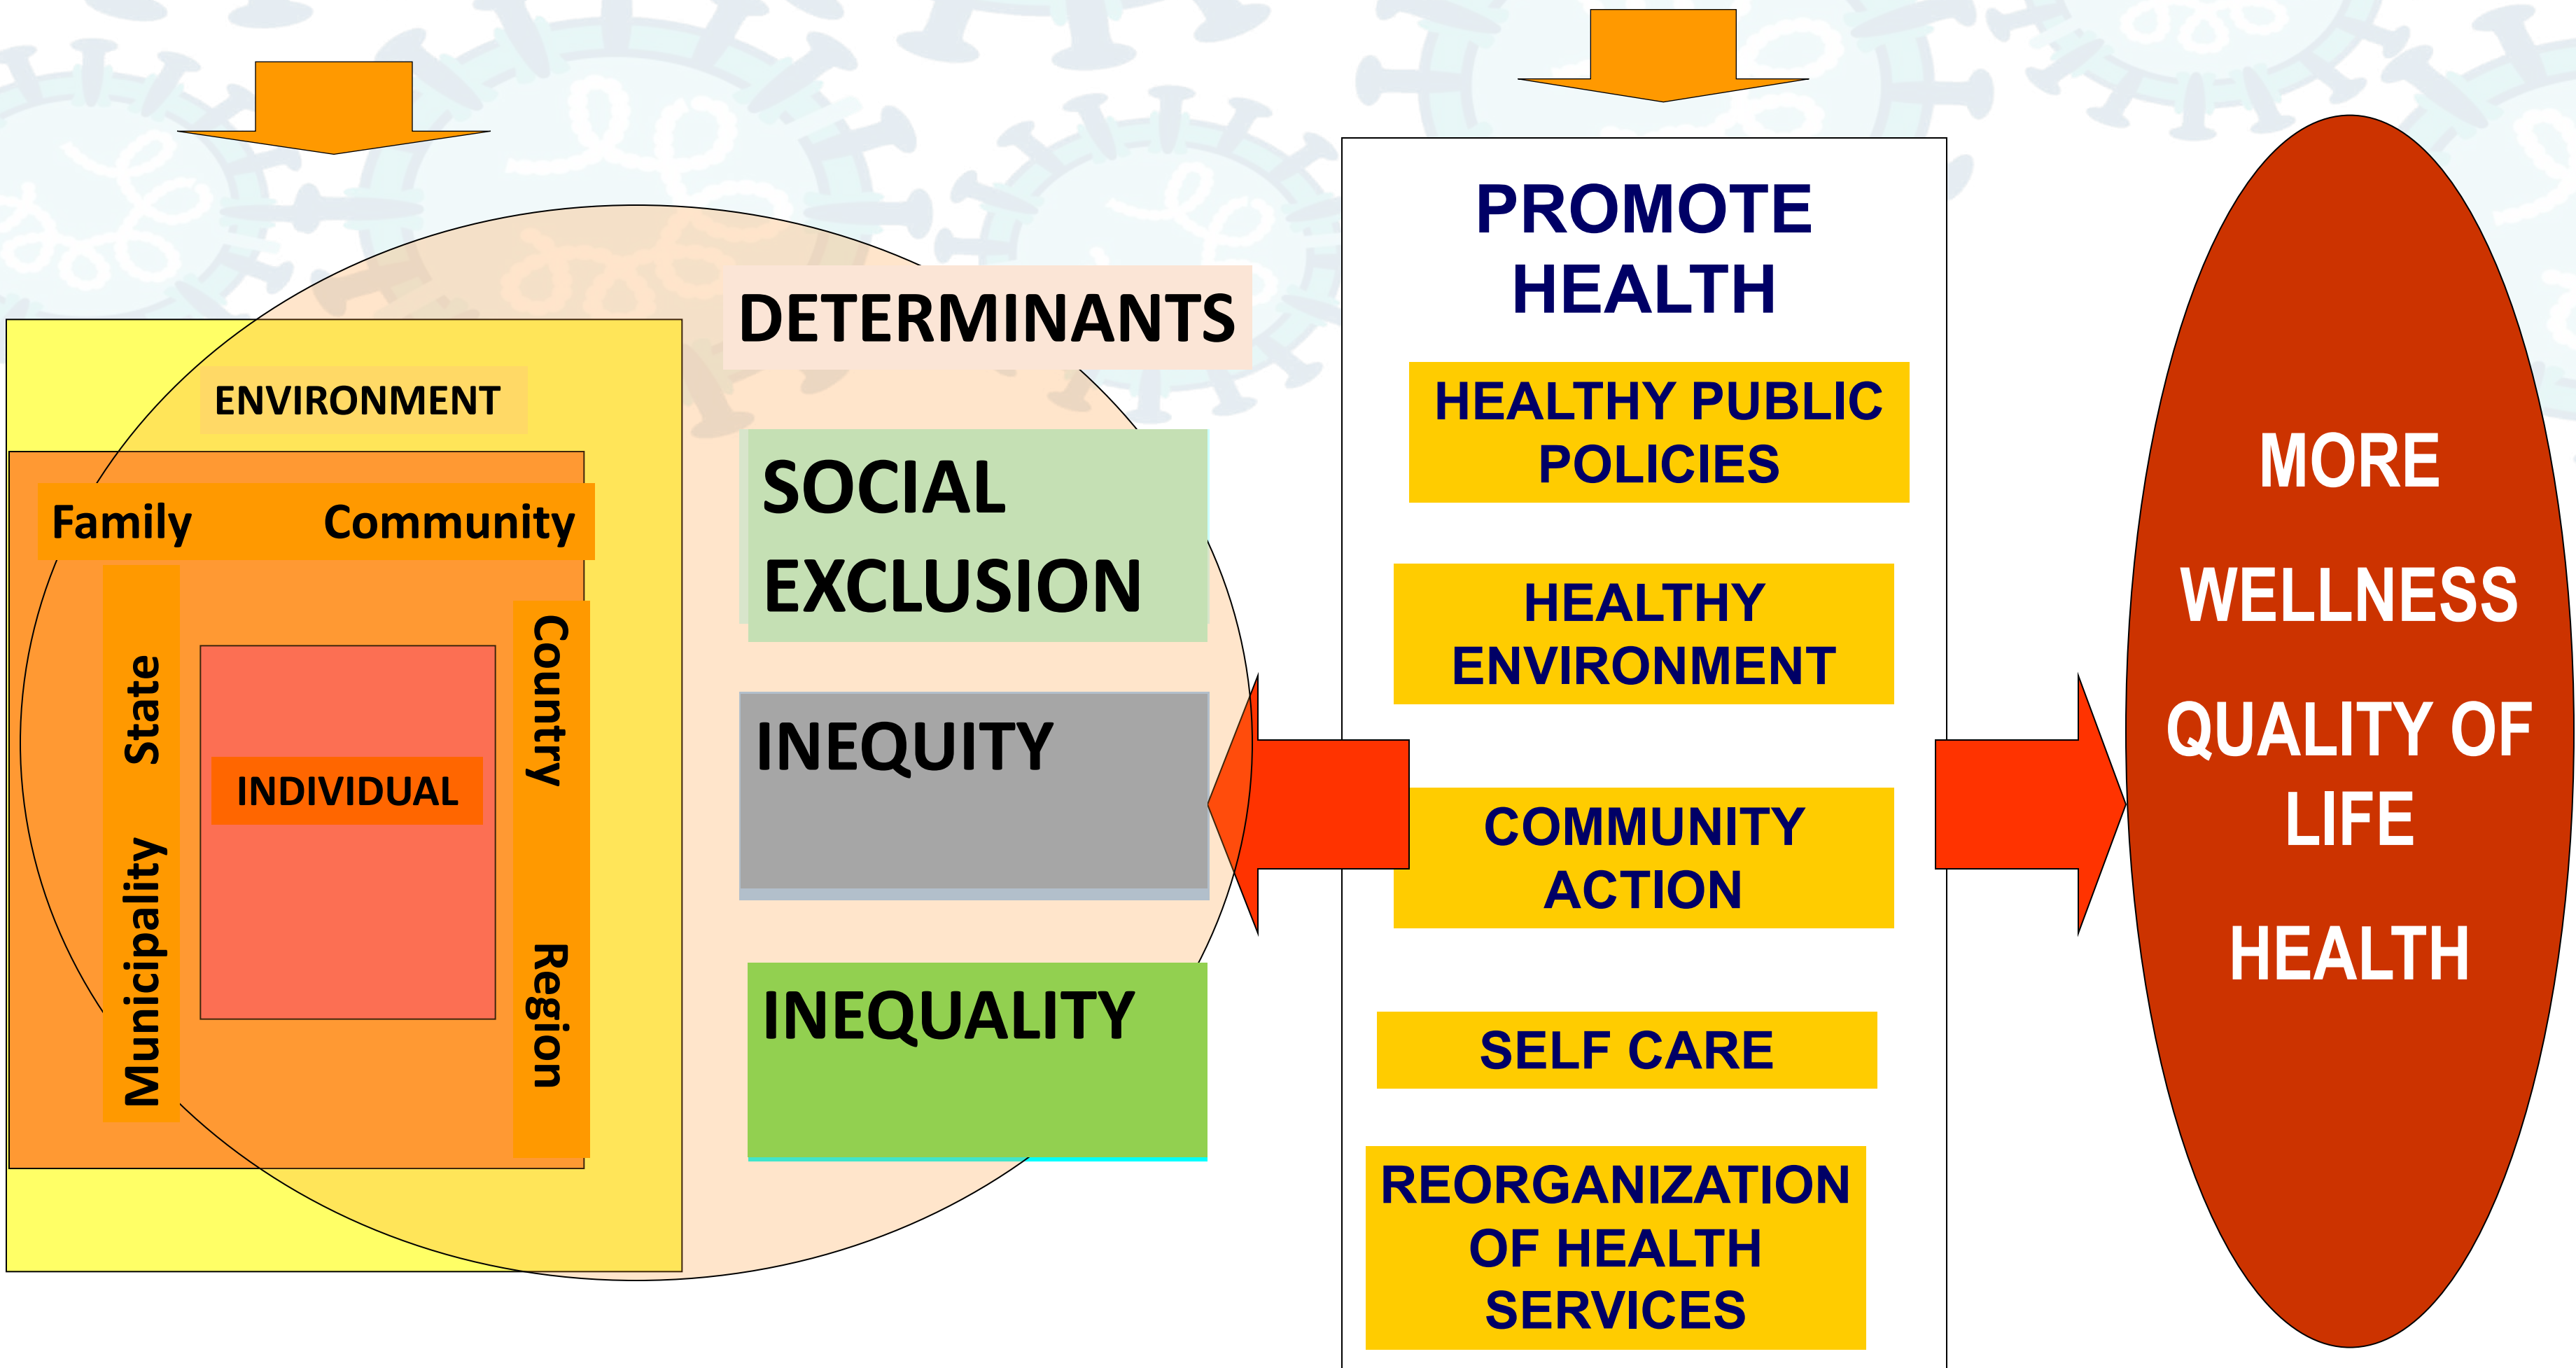 DETERMINANTS
ENVIRONMENT
Family Community
State
Municipality
Country
Region
INDIVIDUAL
SOCIAL
EXCLUSION
INEQUITY
INEQUALITY
PROMOTE
HEALTH
HEALTHY PUBLIC
POLICIES
HEALTHY
ENVIRONMENT
COMMUNITY
ACTION
SELF CARE
REORGANIZATION
OF HEALTH
SERVICES
MORE
WELLNESS
QUALITY OF
LIFE
HEALTH